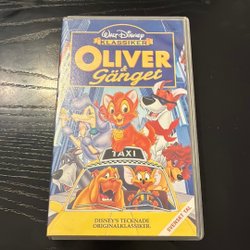 Walt Disney
KLASSIKER
OLIVER
& Gänget
TAXI
DISNEY'S TECKNADE
ORIGINALKLASSIKER.
SVENSKT TAL